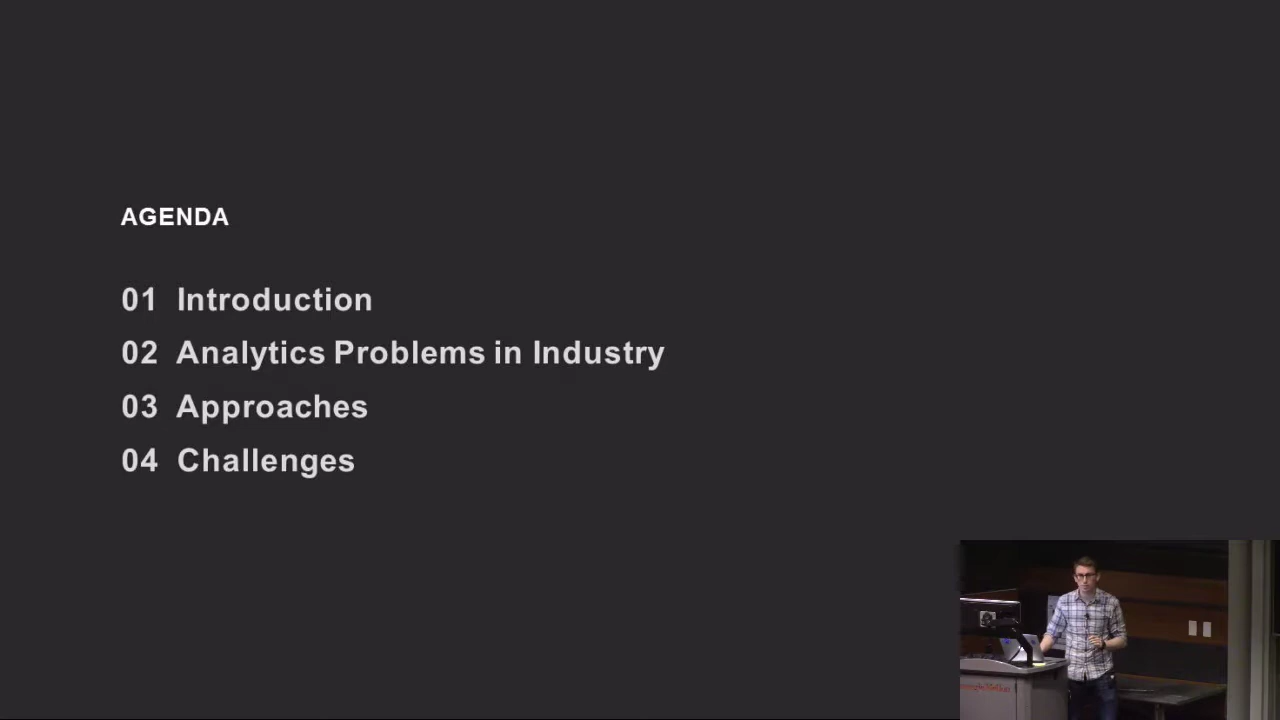 AGENDA
01 Introduction
02 Analytics Problems in Industry
03 Approaches
04 Challenges